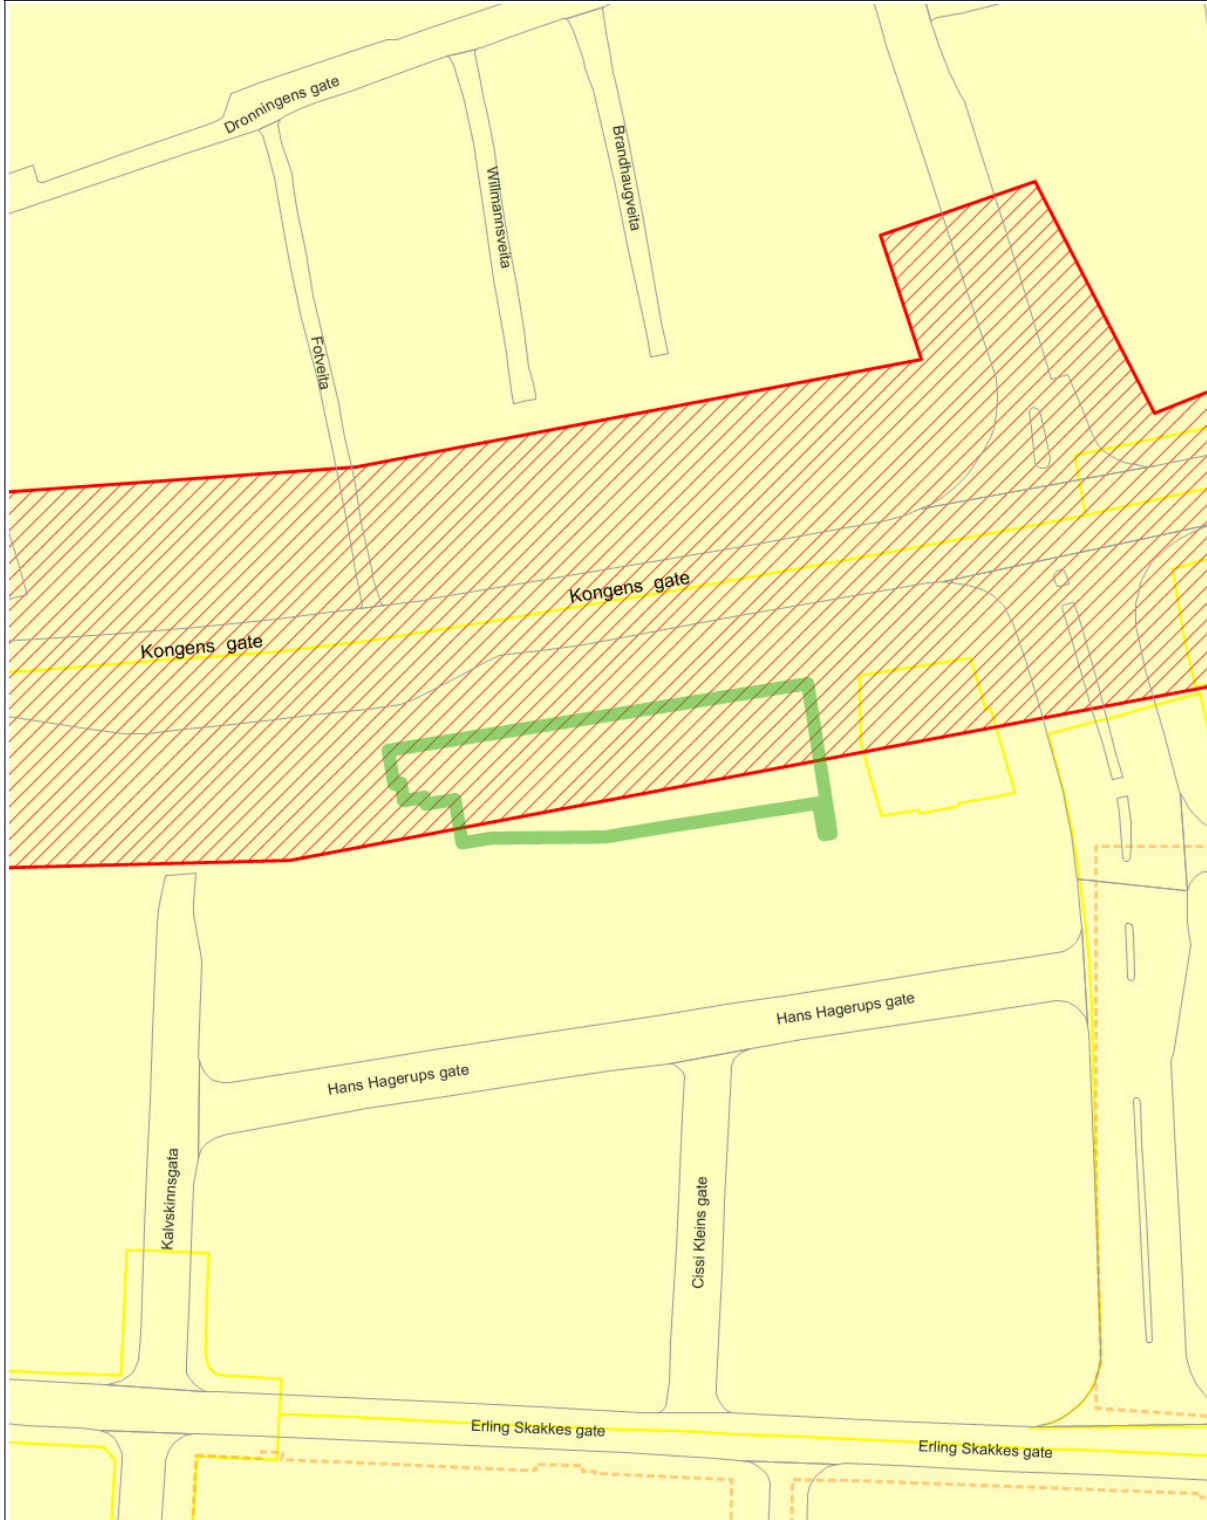 Dronningens gate
Brandhaugveita
Willmannsveita
Fotveita
Kongens gate
Kongens gate
Hans Hagerups gate
Hans Hagerups gate
Kalvskinnsgata
Cissi Kleins gate
Erling Skakkes gate
Erling Skakkes gate